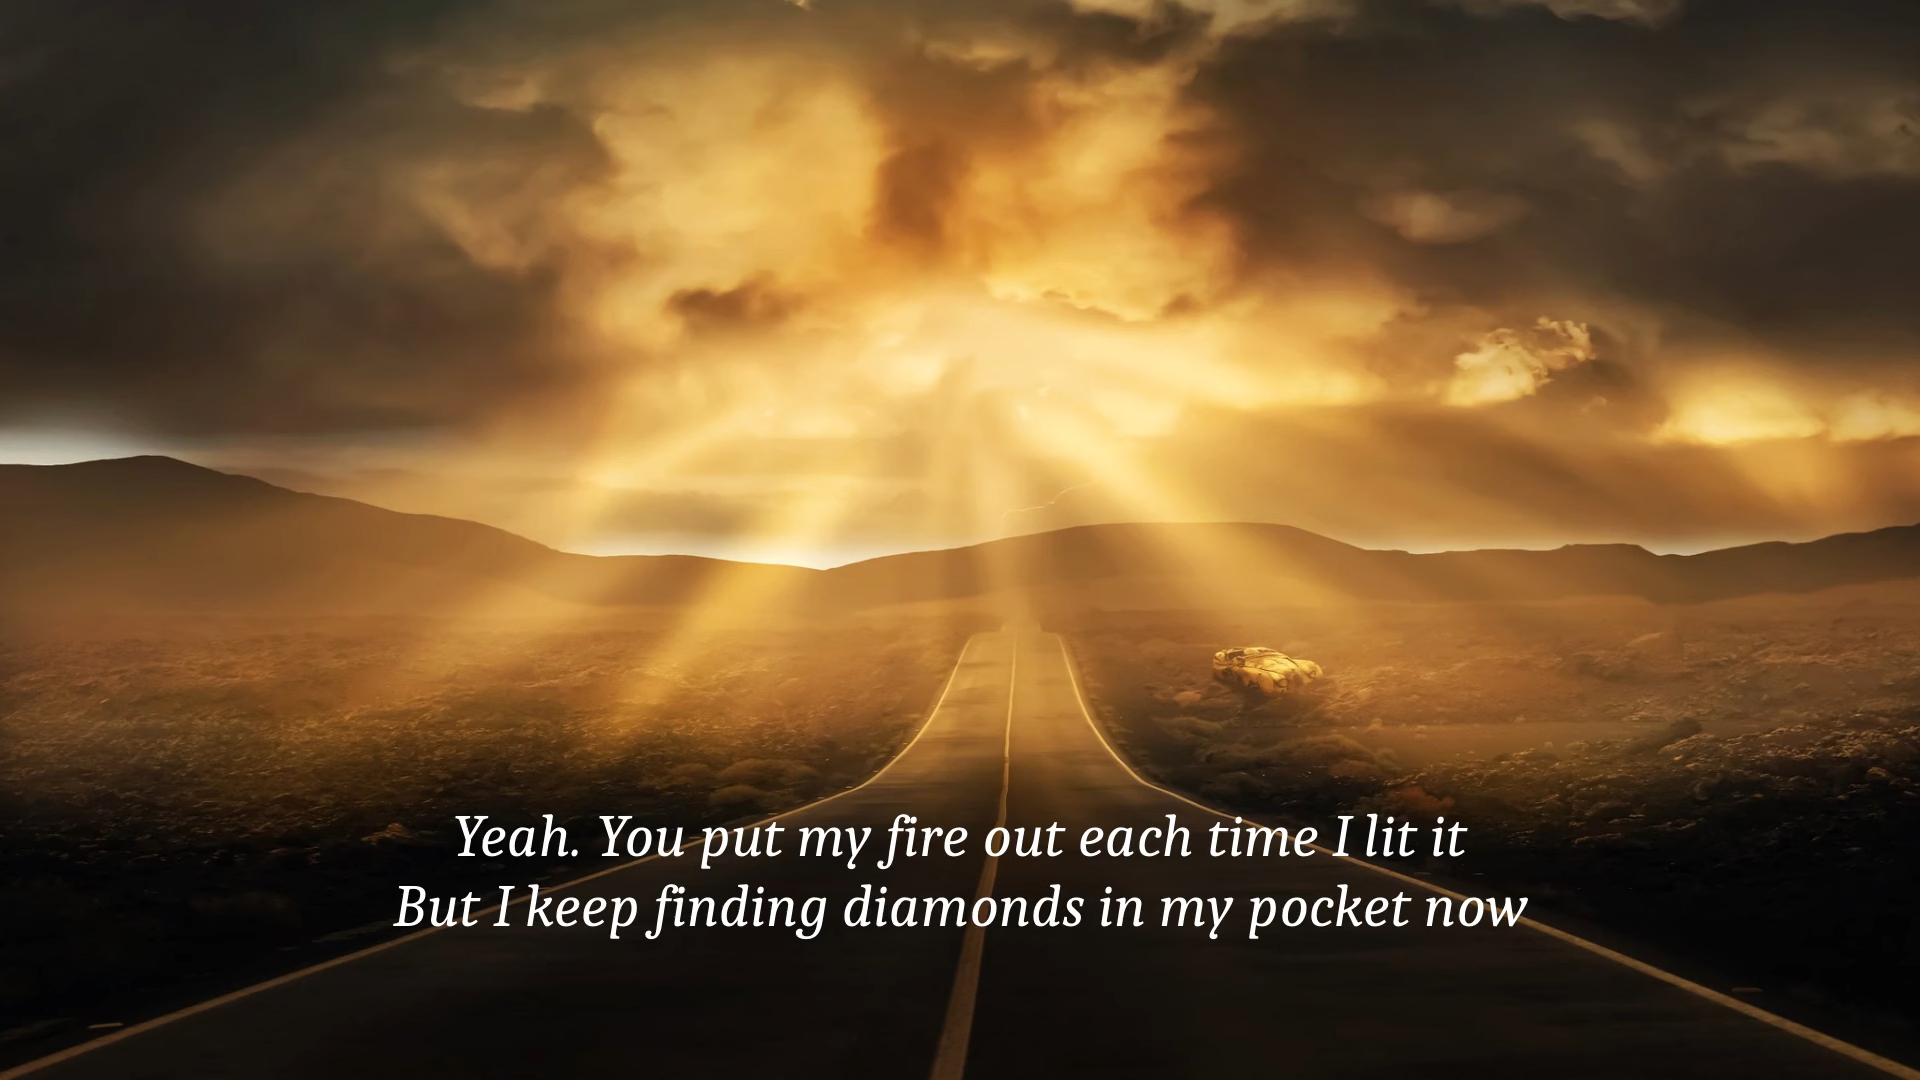 Yeah. You put my fire out each time I lit it
But I keep finding diamonds in my pocket now